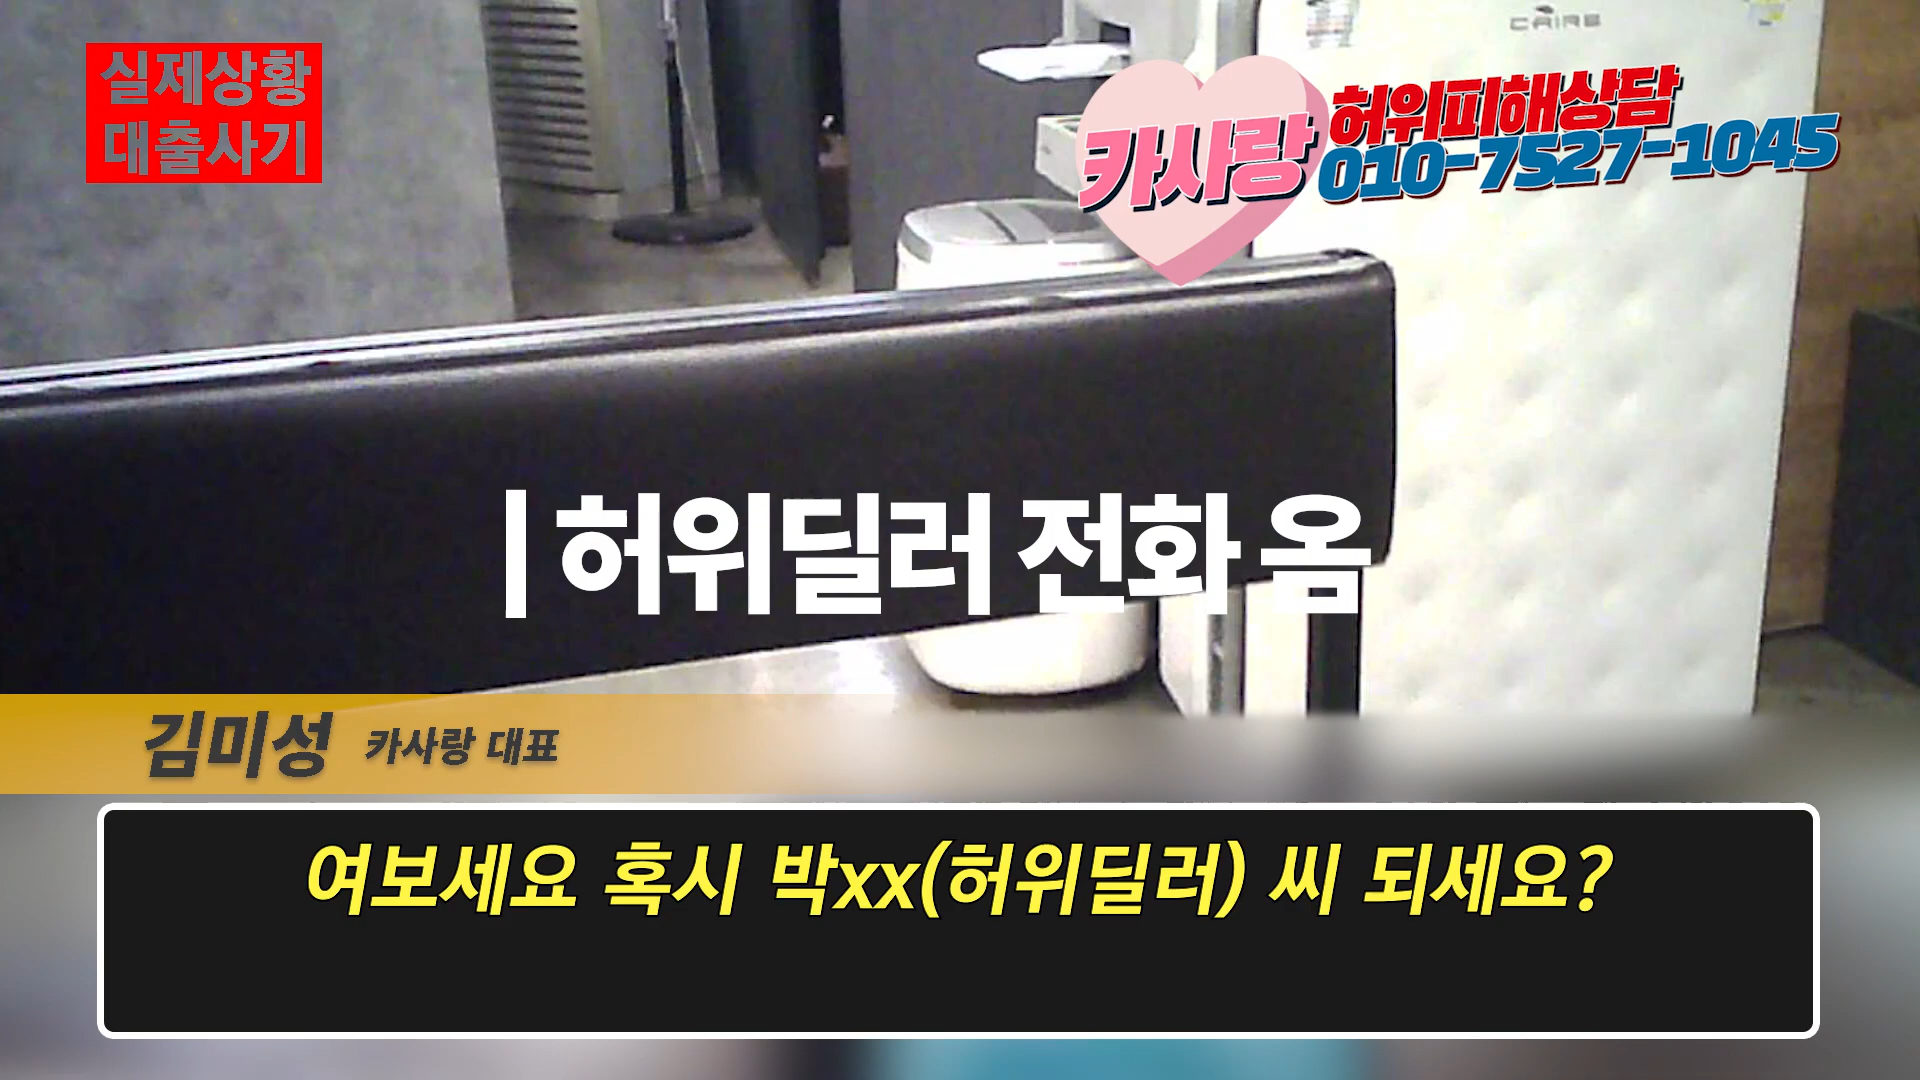 실제상황
대출사기
CAIRE
카사랑
허위피해상담
010-7527-1045
| 허위딜러 전화 옴
김미성 카사랑 대표
여보세요 혹시 박xx(허위딜러) 씨 되세요?